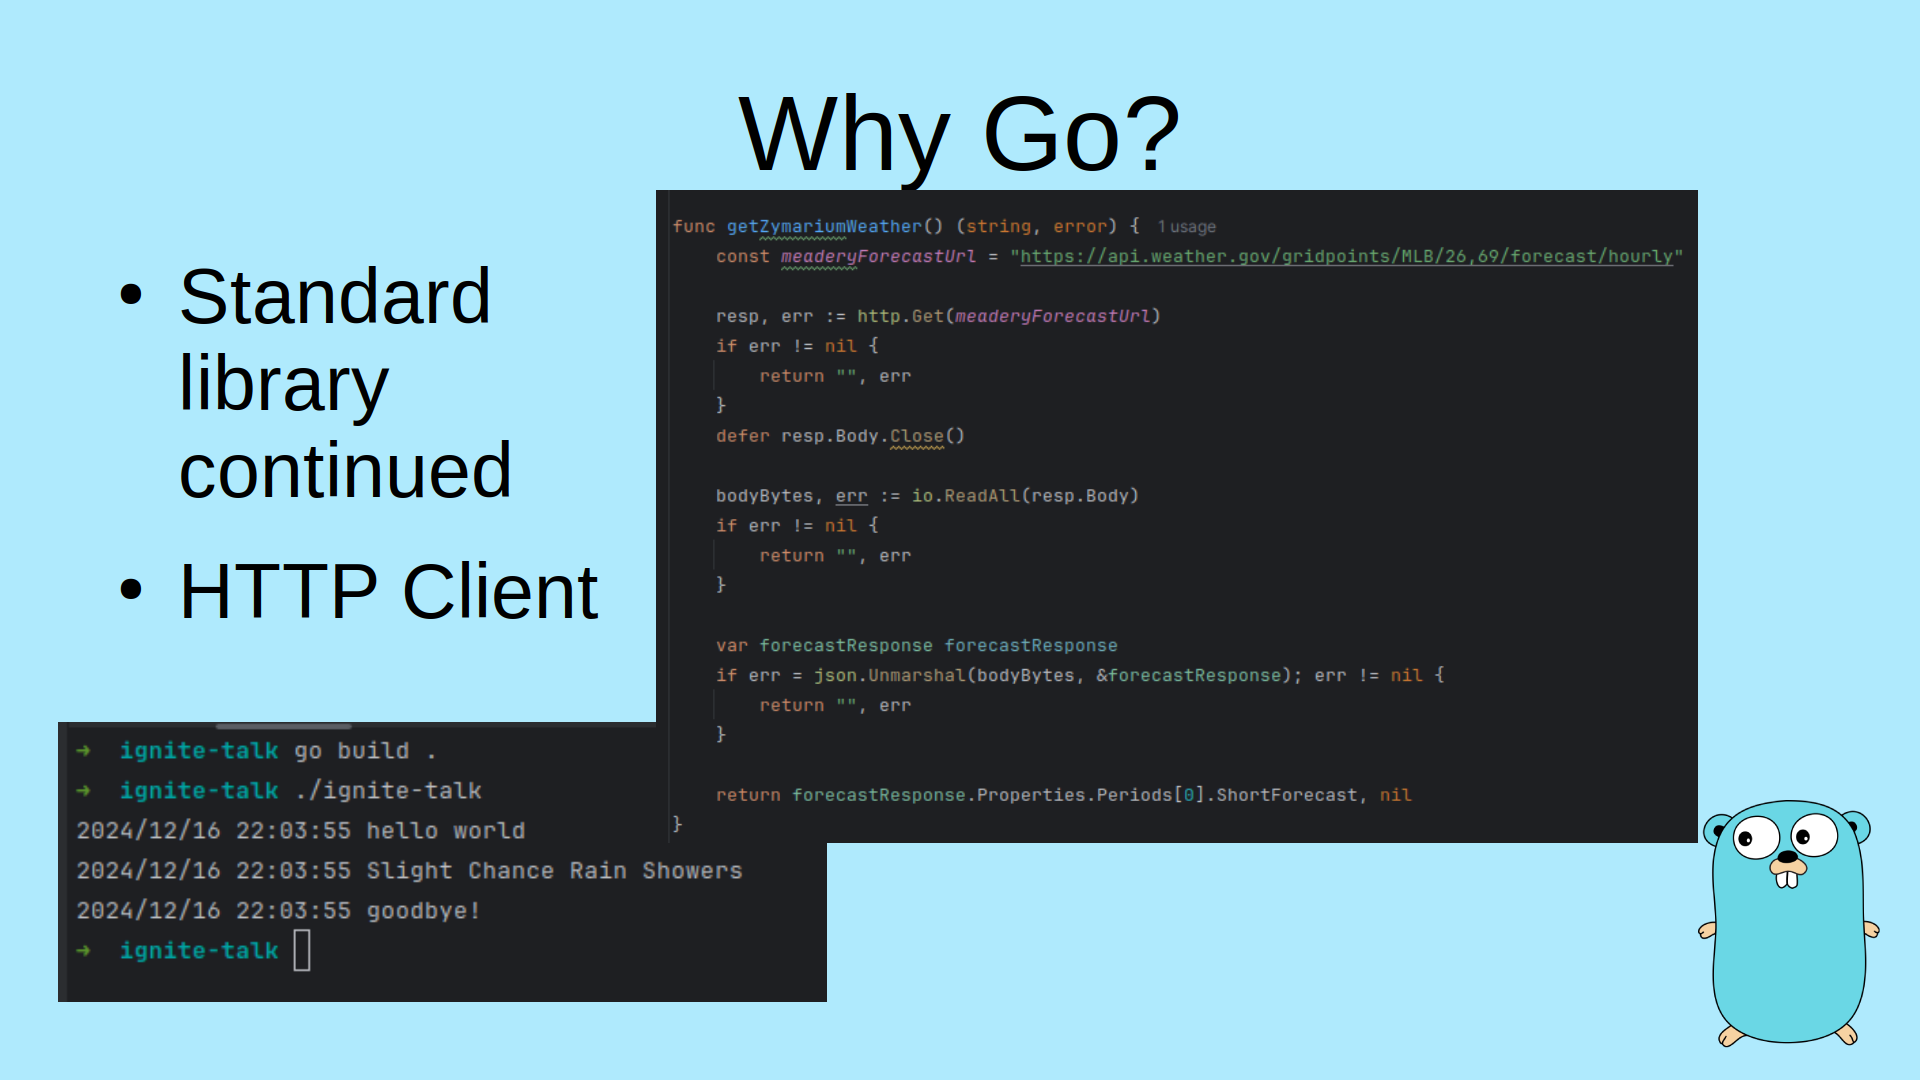 Why Go?
• Standard
library
continued
• HTTP Client
func getZymariumWeather() (string, error) { 1 usage
    const meaderyForecastUrl = "https://api.weather.gov/gridpoints/MLB/26,69/forecast/hourly"
    resp, err := http.Get(meaderyForecastUrl)
    if err != nil {
        return "", err
    }
    defer resp.Body.Close()
    bodyBytes, err := io.ReadAll(resp.Body)
    if err != nil {
        return "", err
    }
    var forecastResponse forecastResponse
    if err = json.Unmarshal(bodyBytes, &forecastResponse); err != nil {
        return "", err
    }
    return forecastResponse.Properties.Periods[0].ShortForecast, nil
}
➜ ignite-talk go build .
➜ ignite-talk ./ignite-talk
2024/12/16 22:03:55 hello world
2024/12/16 22:03:55 Slight Chance Rain Showers
2024/12/16 22:03:55 goodbye!
➜ ignite-talk